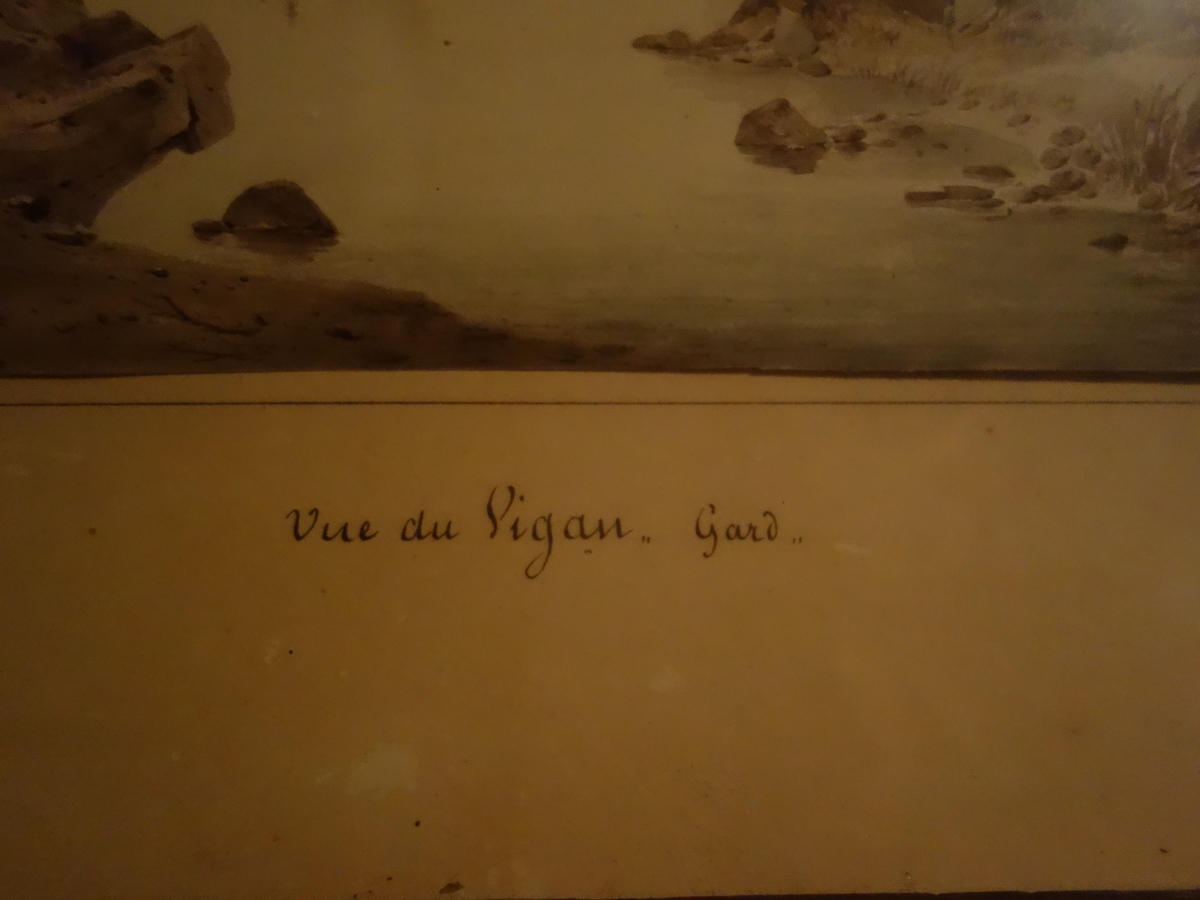 Vue du Vigan „ Gard „